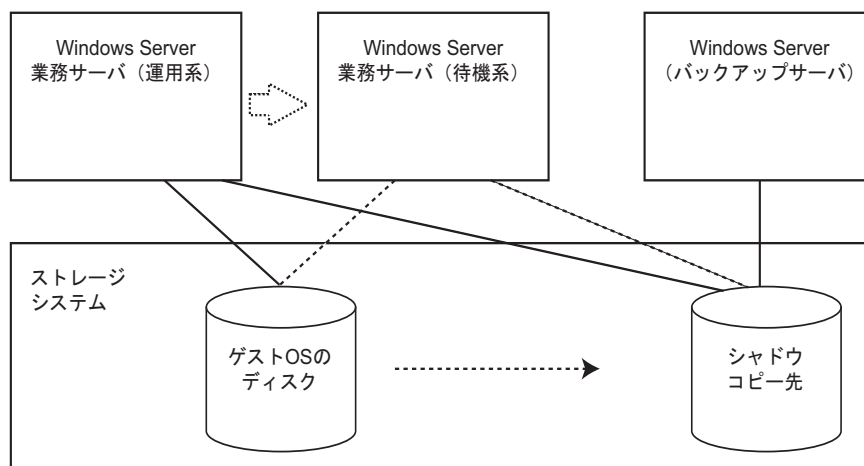 Windows Server
業務サーバ（運用系）
Windows Server
業務サーバ（待機系）
Windows Server
（バックアップサーバ）
ストレージ
システム
ゲストOSの
ディスク
シャドウ
コピー先